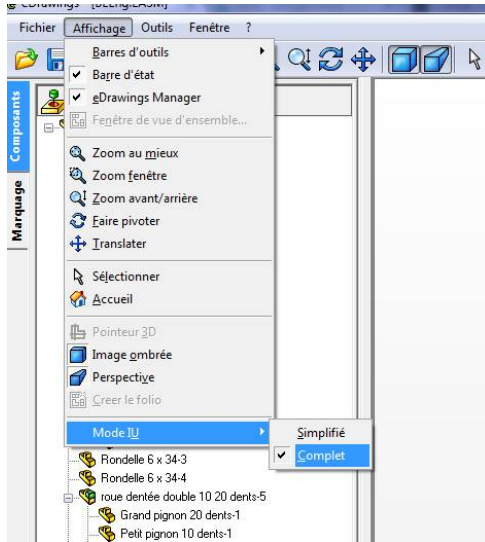 Fichier Affichage Outils Fenêtre ?
Composants
Marquage
Barres d'outils
Barre d'état
eDrawings Manager
Fenêtre de vue d'ensemble...
Zoom au mieux
Zoom fenêtre
Zoom avant/arrière
Faire pivoter
Translater
Sélectionner
Accueil
Pointeur 3D
Image ombrée
Perspective
Creer le folio
Mode IU
Simplifié
Complet
Rondelle 6 x 34-3
Rondelle 6 x 34-4
roue dentée double 10 20 dents-5
Grand pignon 20 dents-1
Petit pignon 10 dents-1